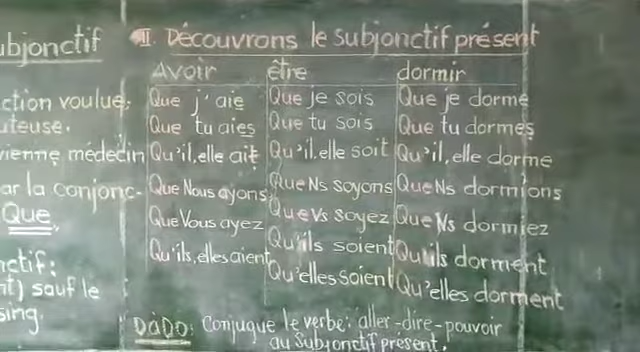 bjonctif
ction voulue.
uteuse.
vienne médecin
ar la conjonc-
Que
nctif:
nt) sauf le
sing.
II. Découvrons le subjonctif présent
Avoir être dormir
Que j'aie Que je sois Que je dorme
Que tu aies Que tu sois Que tu dormes
Qu'il, elle ait Qu'il, elle soit Qu'il, elle dorme
Que Nous ayons Que Ns soyons Que Ns dormions
Que Vous ayez Que Vs soyez Que Vs dormiez
Qu'ils, elles aient Qu'ils soient Qu'ils dorment
Qu'elles soient Qu'elles dorment
DàDo: Conjugue le verbe: aller-dire-pouvoir
au Subjonctif présent.